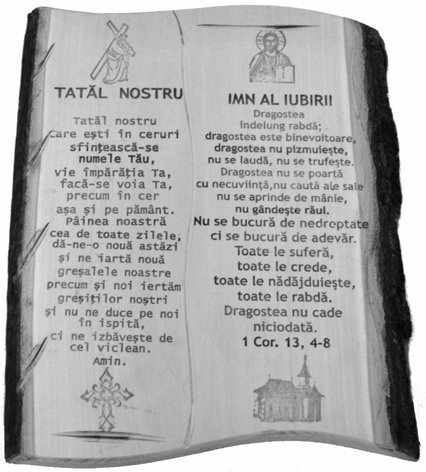 TATĂL NOSTRU
Tatăl nostru
Care ești în ceruri
sfințească-se
numele Tău,
vie împărăția Ta,
facă-se voia Ta,
precum în cer
așa și pe pământ.
Pâinea noastră
cea de toate zilele,
dă-ne-o nouă astăzi
și ne iartă nouă
greșalele noastre
precum și noi iertăm
greșiților noștri
și nu ne duce pe noi
în ispită,
ci ne izbăvește de
cel viclean.
Amin.
IMN AL IUBIRII
Dragostea
îndelung rabdă;
dragostea este binevoitoare,
dragostea nu pizmuiește,
nu se laudă, nu se trufește.
Dragostea nu se poartă
cu necuviință,nu caută ale sale
nu se aprinde de mânie,
nu gândește răul.
Nu se bucură de nedreptate
ci se bucură de adevăr.
Toate le suferă,
toate le crede,
toate le nădăjduiește,
toate le rabdă.
Dragostea nu cade
niciodată.
1 Cor. 13, 4-8